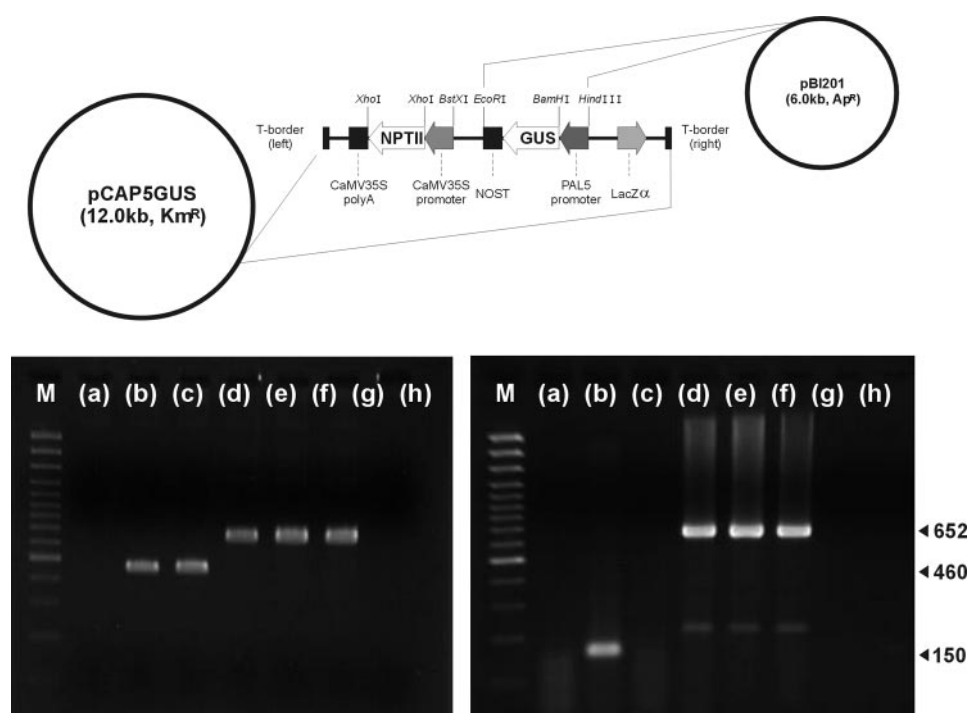 pBI201
(6.0kb, ApR)
XhoI XhoI BstXI EcoRI BamHI HindIII
T-border
(left)
NPTII
GUS
T-border
(right)
CaMV35S
polyA
CaMV35S
promoter
NOST
PAL5
promoter
LacZα
pCAP5GUS
(12.0kb, KmR)
M (a) (b) (c) (d) (e) (f) (g) (h)
M (a) (b) (c) (d) (e) (f) (g) (h)
◄652
◄460
◄150